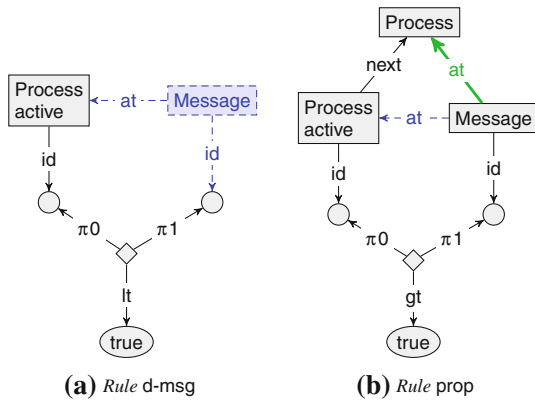 Process
active
at
Message
id
id
π0
π1
lt
true
(a) Rule d-msg
Process
next
at
Process
active
at
Message
id
id
π0
π1
gt
true
(b) Rule prop